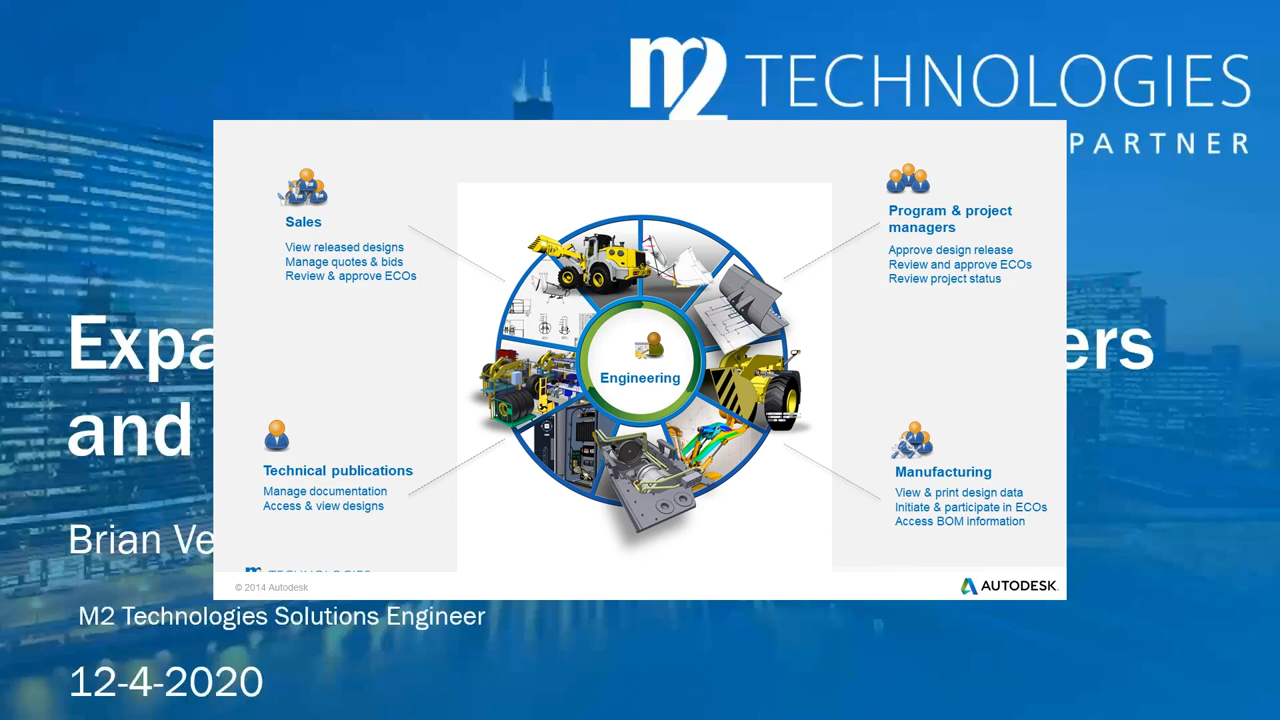 m2 TECHNOLOGIES
PARTNER
Sales
View released designs
Manage quotes & bids
Review & approve ECOs
Program & project
managers
Approve design release
Review and approve ECOs
Review project status
Engineering
Technical publications
Manage documentation
Access & view designs
Manufacturing
View & print design data
Initiate & participate in ECOs
Access BOM information
© 2014 Autodesk
AUTODESK
and
Brian
M2 Technologies Solutions Engineer
12-4-2020